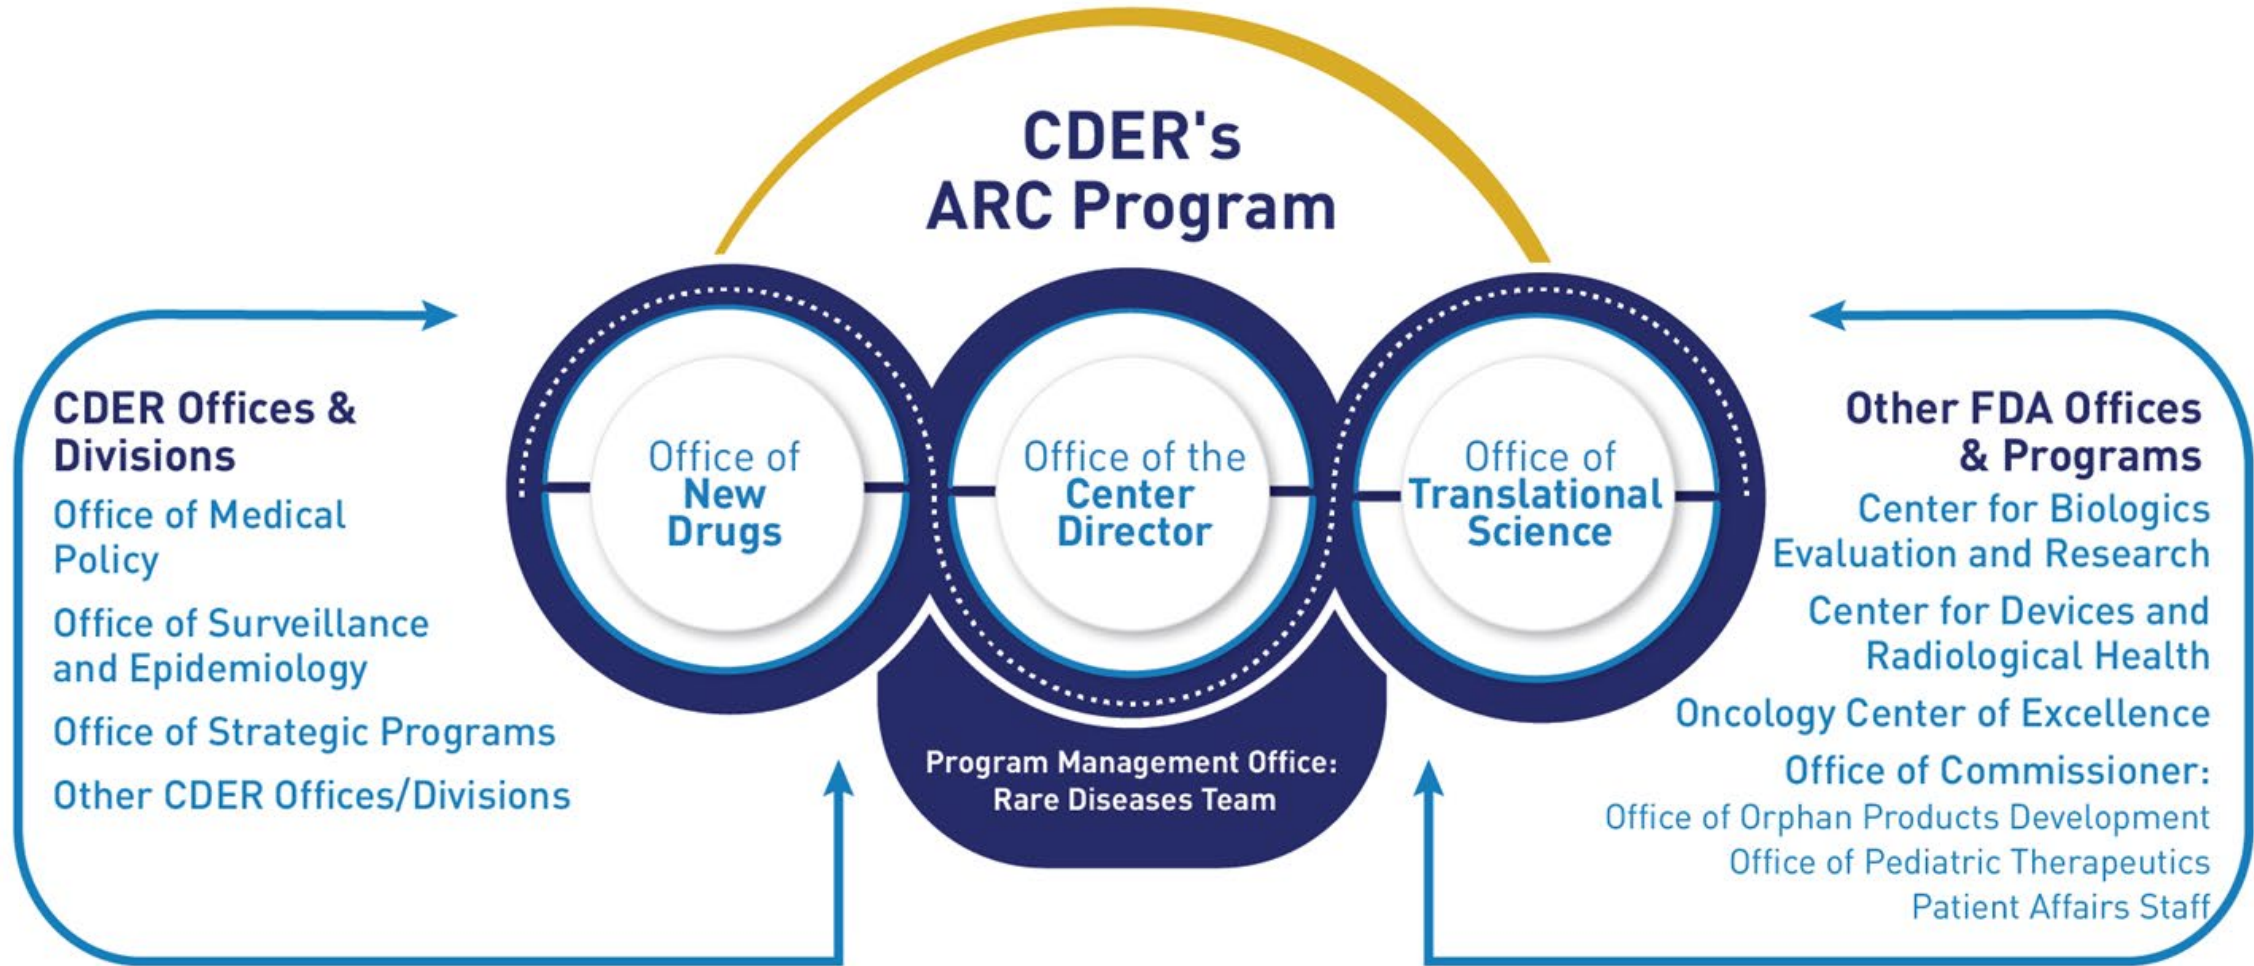 CDER's
ARC Program
CDER Offices &
Divisions
Office of Medical
Policy
Office of Surveillance
and Epidemiology
Office of Strategic Programs
Other CDER Offices/Divisions
Office of
New
Drugs
Office of the
Center
Director
Office of
Translational
Science
Program Management Office:
Rare Diseases Team
Other FDA Offices
& Programs
Center for Biologics
Evaluation and Research
Center for Devices and
Radiological Health
Oncology Center of Excellence
Office of Commissioner:
Office of Orphan Products Development
Office of Pediatric Therapeutics
Patient Affairs Staff